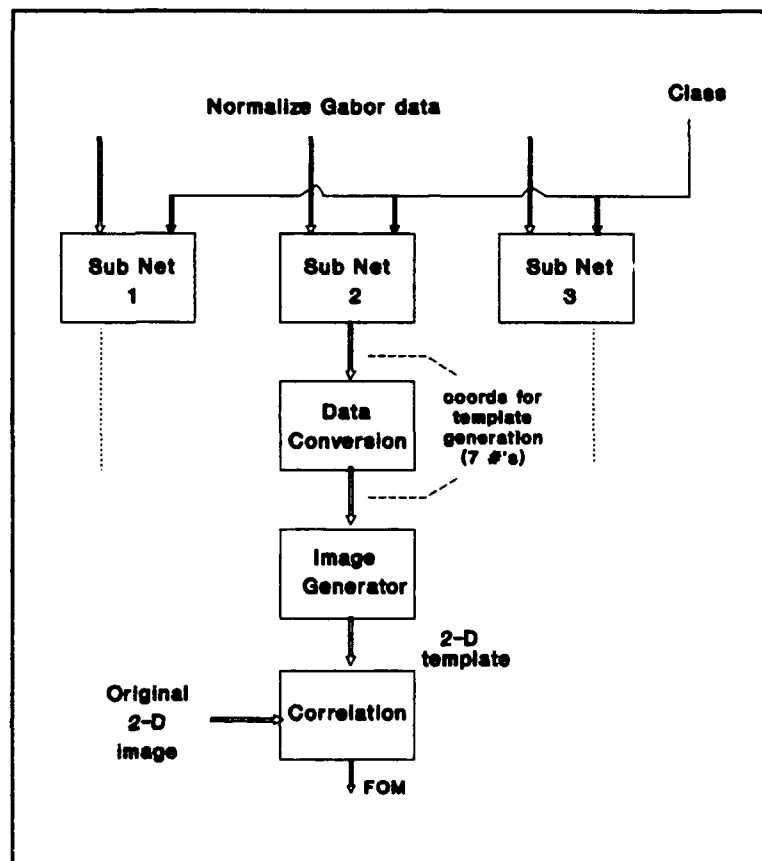 Normalize Gabor data
Class
Sub Net
1
Sub Net
2
Sub Net
3
Data
Conversion
coords for
template
generation
(7 #'s)
Image
Generator
2-D
template
Original
2-D
image
Correlation
FOM